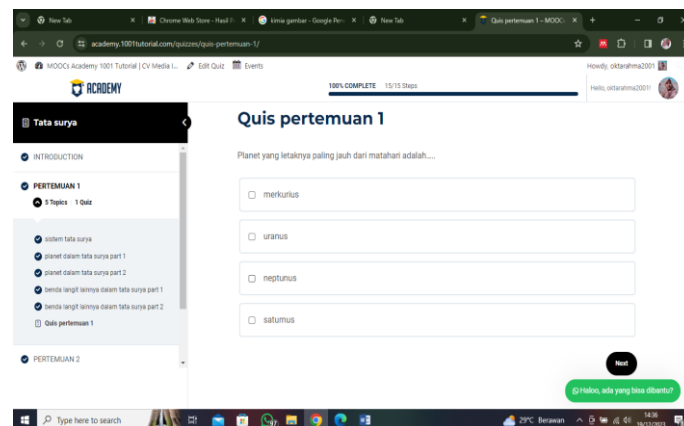 New Tab
Chrome Web Store - Hasil P
kimia gambar - Google Pen
New Tab
Quis pertemuan 1 – MOOC
academy.1001tutorial.com/quizzes/quis-pertemuan-1/
MOOCs Academy 1001 Tutorial | CV Media I... Edit Quiz Events
Howdy, oktarahma2001
ACADEMY
100% COMPLETE 15/15 Steps
Hello, oktarahma2001!
Tata surya
INTRODUCTION
PERTEMUAN 1
5 Topics 1 Quiz
sistem tata surya
planet dalam tata surya part 1
planet dalam tata surya part 2
benda langit lainnya dalam tata surya part 1
benda langit lainnya dalam tata surya part 2
Quis pertemuan 1
PERTEMUAN 2
Quis pertemuan 1
Planet yang letaknya paling jauh dari matahari adalah.....
merkurius
uranus
neptunus
saturnus
Next
Haloo, ada yang bisa dibantu?
Type here to search
97
29°C Berawan
14:36
19/12/2023